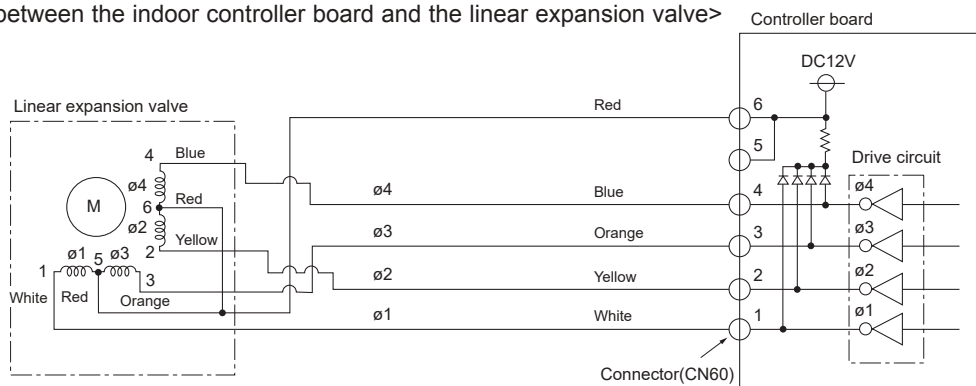 between the indoor controller board and the linear expansion valve>
Controller board
DC12V
Linear expansion valve
Red
6
5
Drive circuit
4 Blue
ø4
ø4
Blue
4
ø4
M
6 Red
ø2
ø3
Orange
3
ø3
2 Yellow
ø1 5 ø3
ø2
Yellow
2
ø2
1
3
White Red Orange
ø1
White
1
ø1
Connector(CN60)